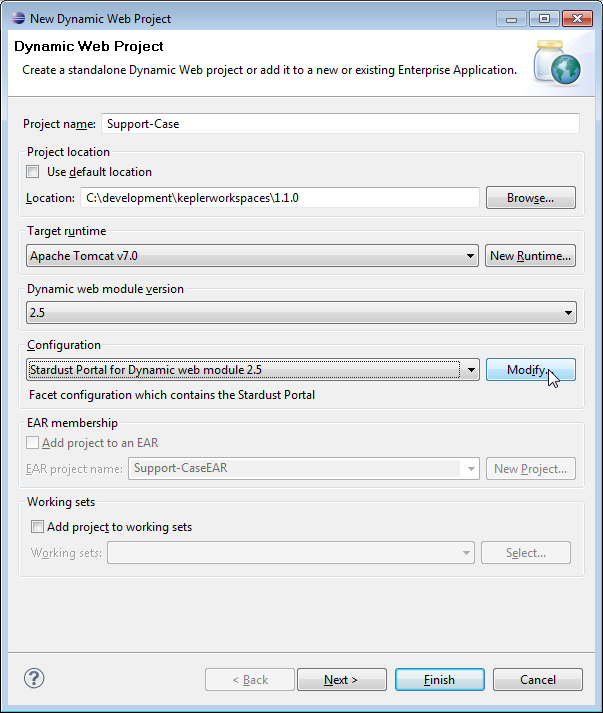 New Dynamic Web Project
Dynamic Web Project
Create a standalone Dynamic Web project or add it to a new or existing Enterprise Application.
Project name: Support-Case
Project location
Use default location
Location: C:\development\keplerworkspaces\1.1.0 Browse...
Target runtime
Apache Tomcat v7.0 New Runtime...
Dynamic web module version
2.5
Configuration
Stardust Portal for Dynamic web module 2.5 Modify...
Facet configuration which contains the Stardust Portal
EAR membership
Add project to an EAR
EAR project name: Support-CaseEAR New Project...
Working sets
Add project to working sets
Working sets: Select...
? < Back Next > Finish Cancel